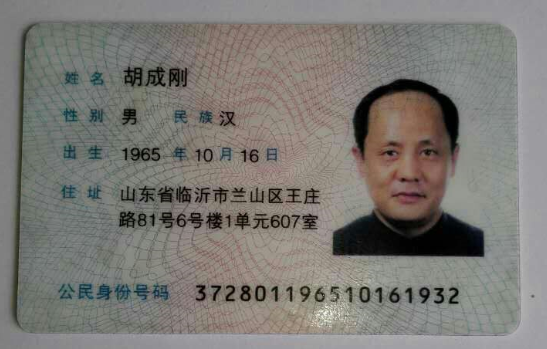 姓名 胡成刚
性别 男 民族 汉
出生 1965 年 10 月 16 日
住址 山东省临沂市兰山区王庄
路81号6号楼1单元607室
公民身份号码 372801196510161932